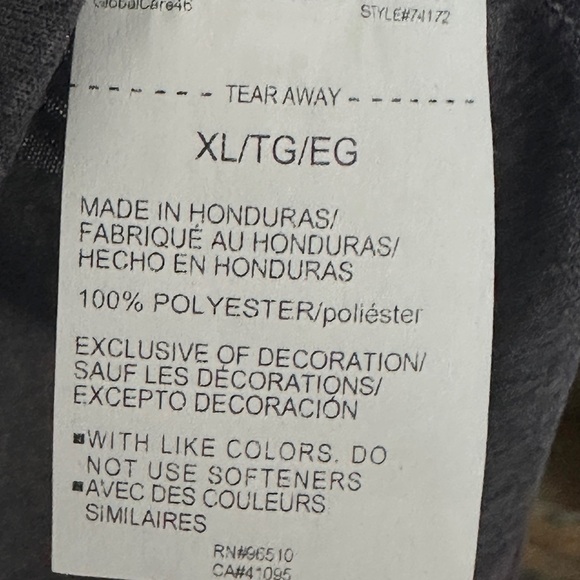 GlobalCare46
STYLE#74172
- - - - - - - TEAR AWAY - - - - - - -
XL/TG/EG
MADE IN HONDURAS/
FABRIQUÉ AU HONDURAS/
HECHO EN HONDURAS
100% POLYESTER/poliéster
EXCLUSIVE OF DECORATION/
SAUF LES DÉCORATIONS/
EXCEPTO DECORACIÓN
▪WITH LIKE COLORS. DO
NOT USE SOFTENERS
▪AVEC DES COULEURS
SIMILAIRES
RN#96510
CA#41095